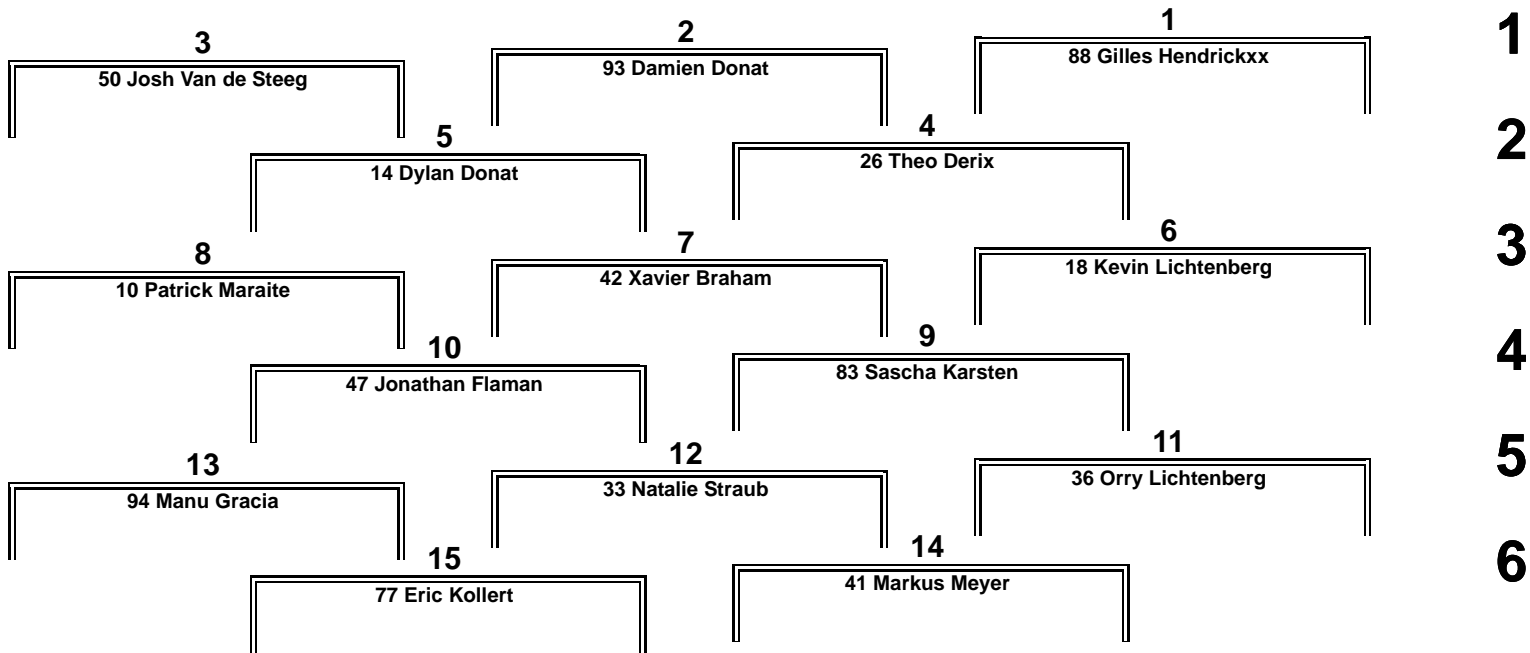 3 2 1 1
50 Josh Van de Steeg 93 Damien Donat 88 Gilles Hendrickxx
5 4 2
14 Dylan Donat 26 Theo Derix
8 7 6 3
10 Patrick Maraite 42 Xavier Braham 18 Kevin Lichtenberg
10 9 4
47 Jonathan Flaman 83 Sascha Karsten
13 12 11 5
94 Manu Gracia 33 Natalie Straub 36 Orry Lichtenberg
15 14 6
77 Eric Kollert 41 Markus Meyer